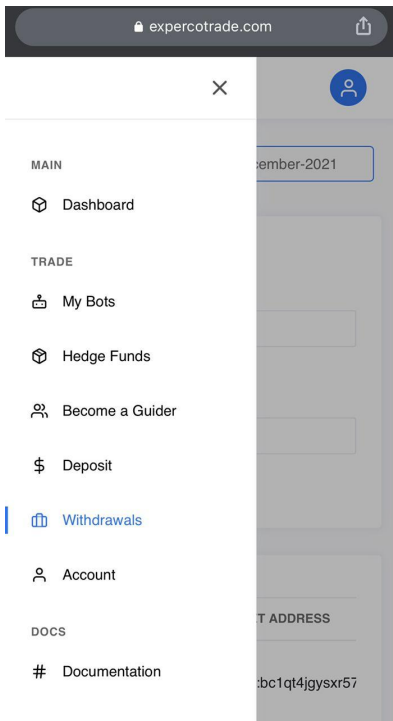 expercotrade.com
MAIN
cember-2021
Dashboard
TRADE
My Bots
Hedge Funds
Become a Guider
Deposit
Withdrawals
Account
T ADDRESS
DOCS
Documentation
:bc1qt4jgysxr57